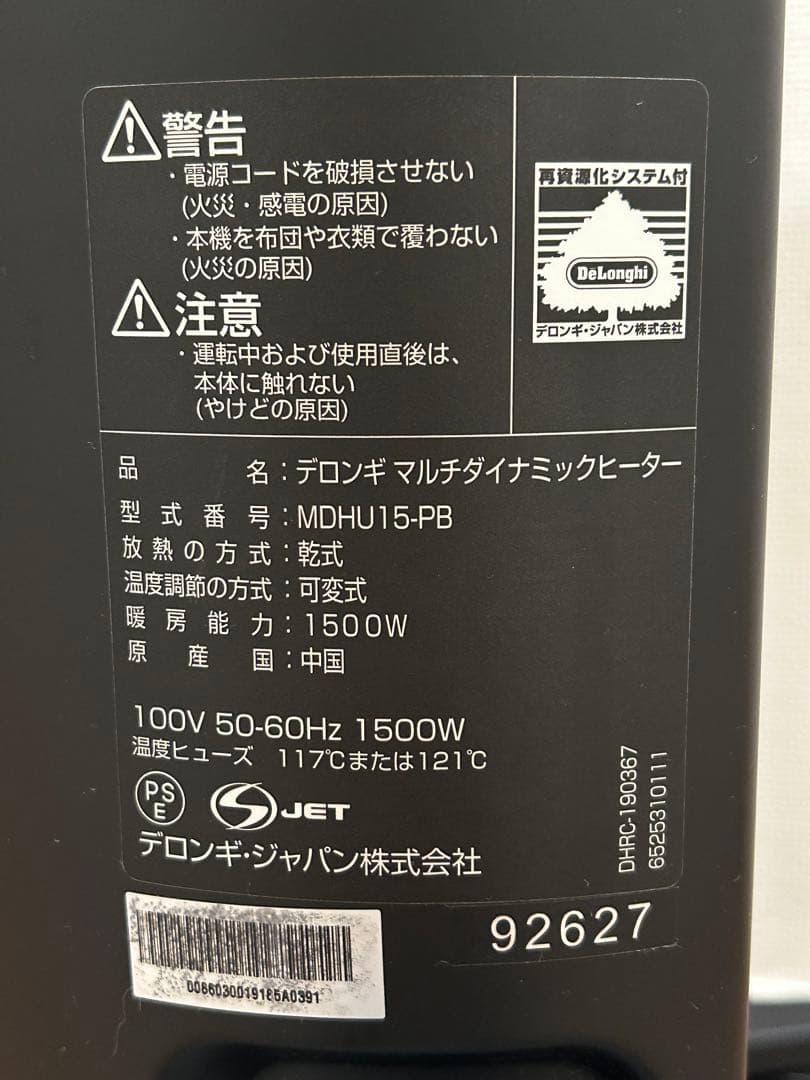 警告
・電源コードを破損させない
(火災・感電の原因)
・本機を布団や衣類で覆わない
(火災の原因)
注意
・運転中および使用直後は、
本体に触れない
(やけどの原因)
再資源化システム付
DeLonghi
デロンギ・ジャパン株式会社
品名：デロンギ マルチダイナミックヒーター
型式番号：MDHU15-PB
放熱の方式：乾式
温度調節の方式：可変式
暖房能力：1500W
原産国：中国
100V 50-60Hz 1500W
温度ヒューズ 117℃または121℃
PS
E
JET
デロンギ・ジャパン株式会社
DHRC-190367
6525310111
92627
0066030019185A0391